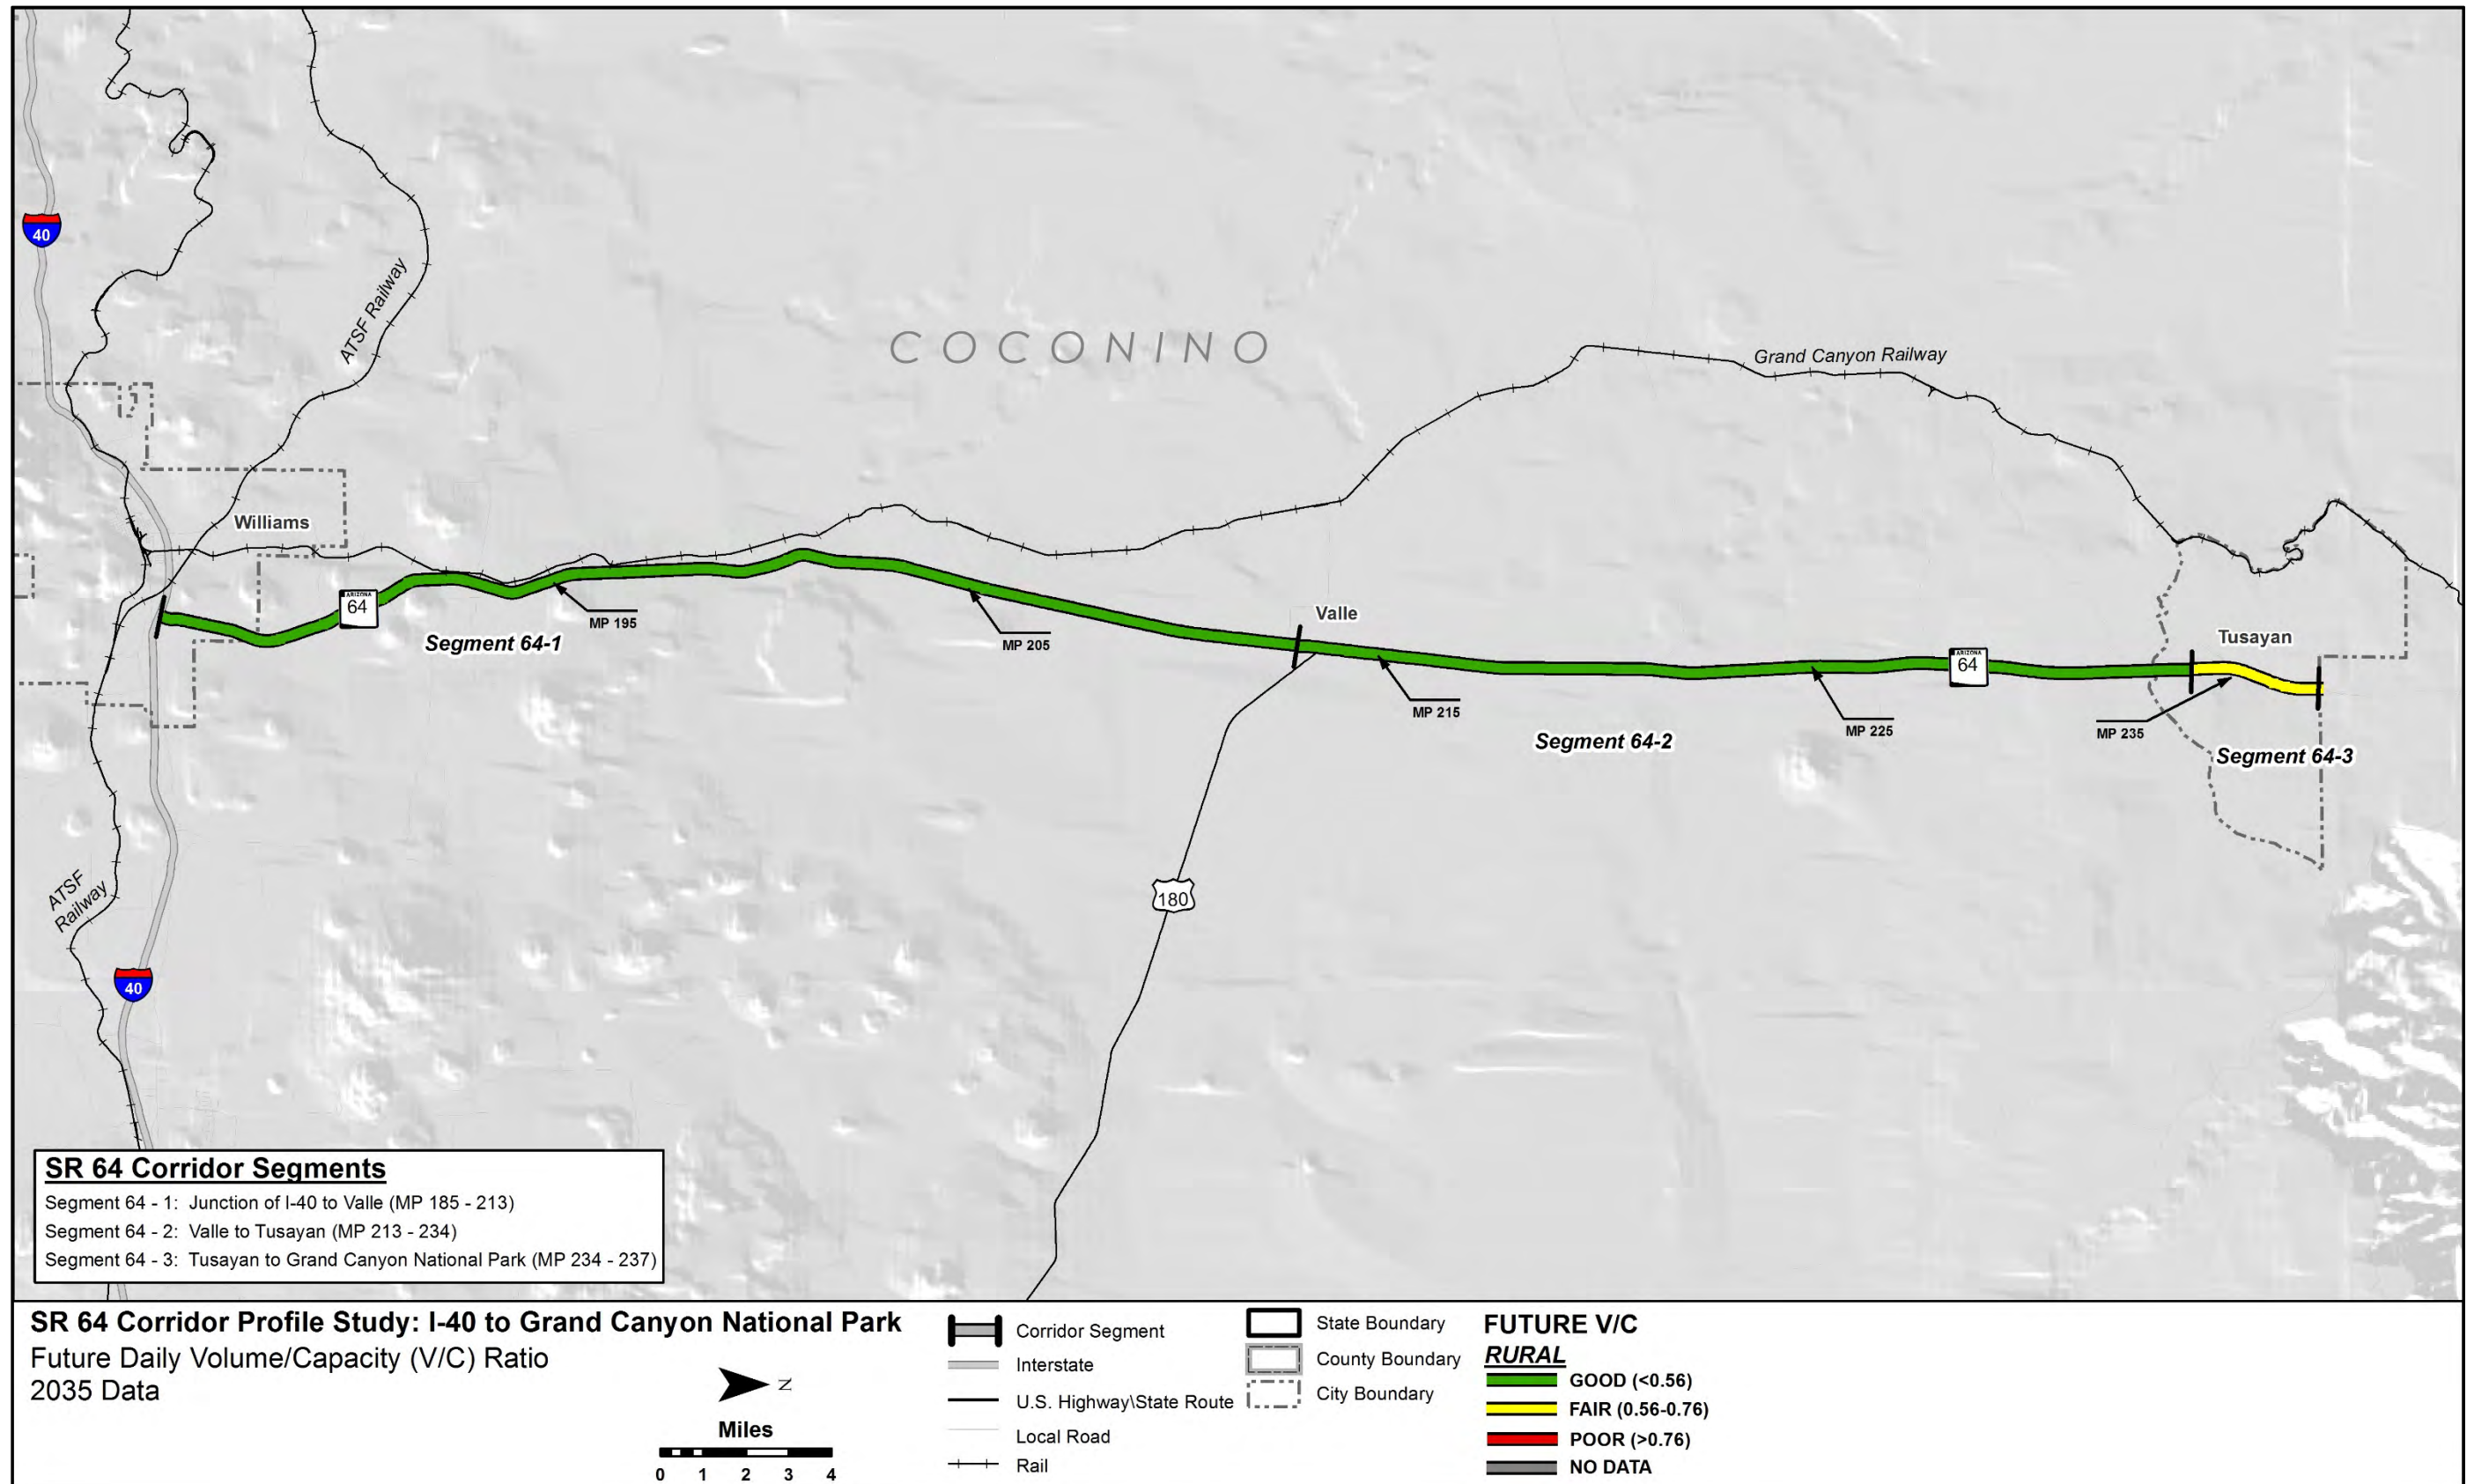 40
ATSF Railway
COCONINO
Grand Canyon Railway
Williams
ARIZONA
64
Segment 64-1
MP 195
MP 205
Valle
MP 215
Segment 64-2
MP 225
ARIZONA
64
Tusayan
MP 235
Segment 64-3
180
ATSF
Railway
40
SR 64 Corridor Segments
Segment 64 - 1: Junction of I-40 to Valle (MP 185 - 213)
Segment 64 - 2: Valle to Tusayan (MP 213 - 234)
Segment 64 - 3: Tusayan to Grand Canyon National Park (MP 234 - 237)
SR 64 Corridor Profile Study: I-40 to Grand Canyon National Park
Future Daily Volume/Capacity (V/C) Ratio
2035 Data
N
Miles
0 1 2 3 4
Corridor Segment
Interstate
U.S. Highway\State Route
Local Road
Rail
State Boundary
County Boundary
City Boundary
FUTURE V/C
RURAL
GOOD (<0.56)
FAIR (0.56-0.76)
POOR (>0.76)
NO DATA